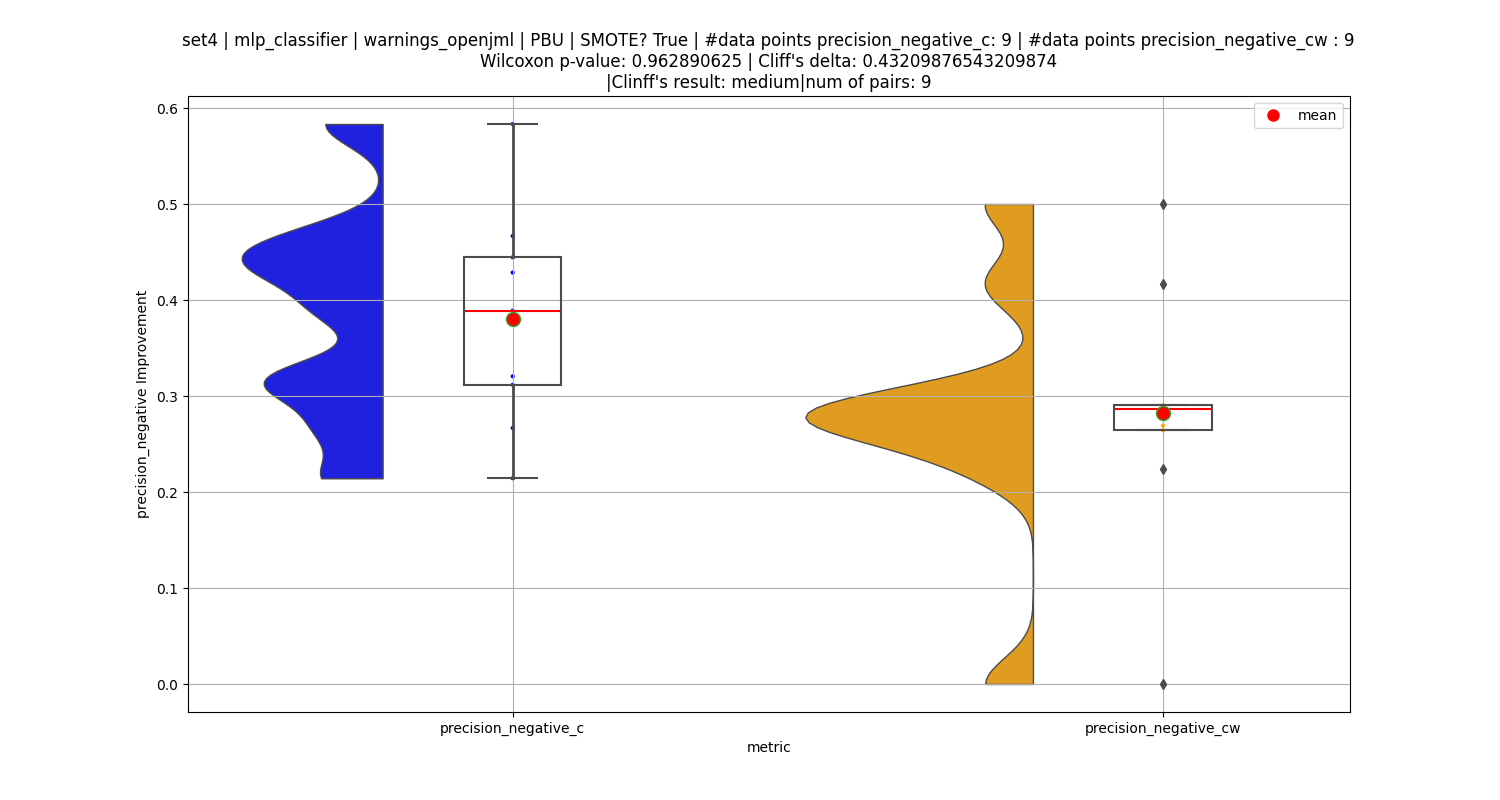 set4 | mlp_classifier | warnings_openjml | PBU | SMOTE? True | #data points precision_negative_c: 9 | #data points precision_negative_cw : 9
Wilcoxon p-value: 0.962890625 | Cliff's delta: 0.43209876543209874
|Clinff's result: medium|num of pairs: 9
mean
precision_negative Improvement
0.6
0.5
0.4
0.3
0.2
0.1
0.0
precision_negative_c
precision_negative_cw
metric